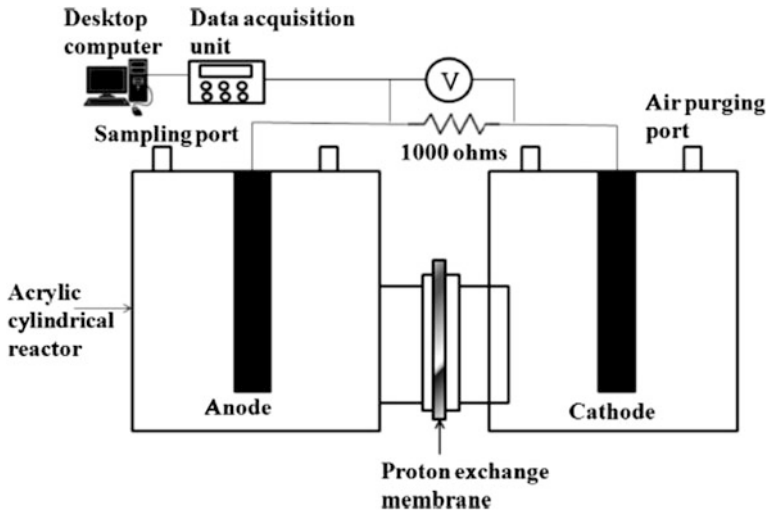 Desktop
computer
Data acquisition
unit
V
Sampling port
1000 ohms
Air purging
port
Acrylic
cylindrical
reactor
Anode
Cathode
Proton exchange
membrane